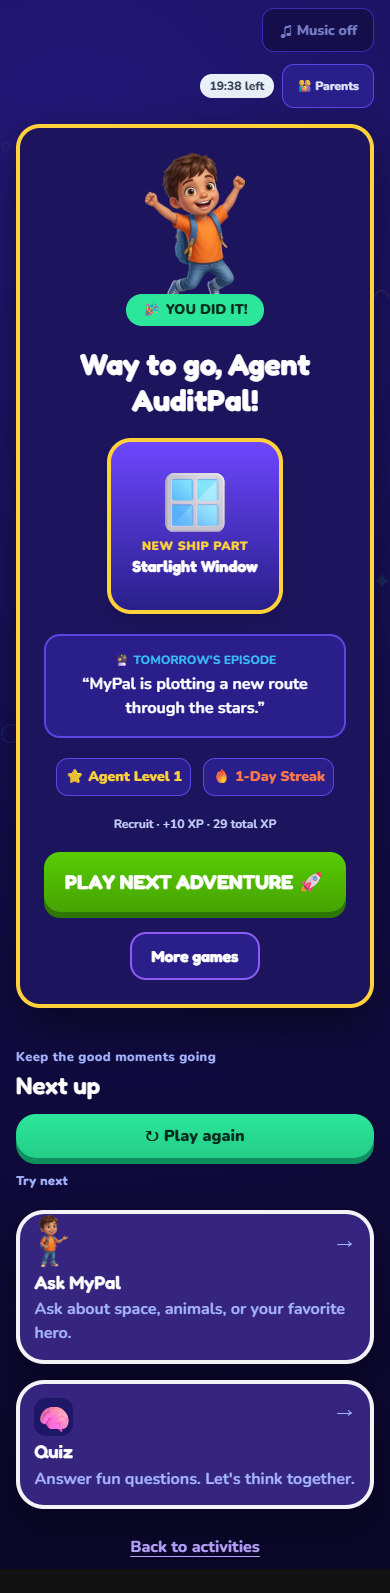 ♫ Music off
19:38 left
Parents
YOU DID IT!
Way to go, Agent
AuditPal!
NEW SHIP PART
Starlight Window
TOMORROW'S EPISODE
“MyPal is plotting a new route
through the stars.”
Agent Level 1
1-Day Streak
Recruit · +10 XP · 29 total XP
PLAY NEXT ADVENTURE
More games
Keep the good moments going
Next up
↻ Play again
Try next
→
Ask MyPal
Ask about space, animals, or your favorite
hero.
→
Quiz
Answer fun questions. Let's think together.
Back to activities